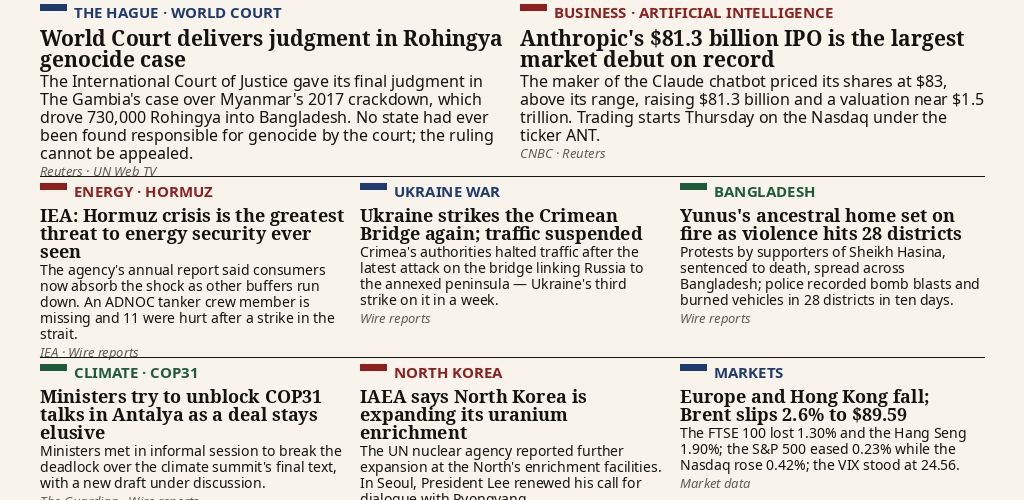 THE HAGUE · WORLD COURT
World Court delivers judgment in Rohingya
genocide case
The International Court of Justice gave its final judgment in
The Gambia's case over Myanmar's 2017 crackdown, which
drove 730,000 Rohingya into Bangladesh. No state had ever
been found responsible for genocide by the court; the ruling
cannot be appealed.
Reuters · UN Web TV
BUSINESS · ARTIFICIAL INTELLIGENCE
Anthropic's $81.3 billion IPO is the largest
market debut on record
The maker of the Claude chatbot priced its shares at $83,
above its range, raising $81.3 billion and a valuation near $1.5
trillion. Trading starts Thursday on the Nasdaq under the
ticker ANT.
CNBC · Reuters
ENERGY · HORMUZ
IEA: Hormuz crisis is the greatest
threat to energy security ever
seen
The agency's annual report said consumers
now absorb the shock as other buffers run
down. An ADNOC tanker crew member is
missing and 11 were hurt after a strike in the
strait.
IEA · Wire reports
UKRAINE WAR
Ukraine strikes the Crimean
Bridge again; traffic suspended
Crimea's authorities halted traffic after the
latest attack on the bridge linking Russia to
the annexed peninsula — Ukraine's third
strike on it in a week.
Wire reports
BANGLADESH
Yunus's ancestral home set on
fire as violence hits 28 districts
Protests by supporters of Sheikh Hasina,
sentenced to death, spread across
Bangladesh; police recorded bomb blasts and
burned vehicles in 28 districts in ten days.
Wire reports
CLIMATE · COP31
Ministers try to unblock COP31
talks in Antalya as a deal stays
elusive
Ministers met in informal session to break the
deadlock over the climate summit's final text,
with a new draft under discussion.
The Guardian · Wire reports
NORTH KOREA
IAEA says North Korea is
expanding its uranium
enrichment
The UN nuclear agency reported further
expansion at the North's enrichment facilities.
In Seoul, President Lee renewed his call for
dialogue with Pyongyang.
MARKETS
Europe and Hong Kong fall;
Brent slips 2.6% to $89.59
The FTSE 100 lost 1.30% and the Hang Seng
1.90%; the S&P 500 eased 0.23% while the
Nasdaq rose 0.42%; the VIX stood at 24.56.
Market data